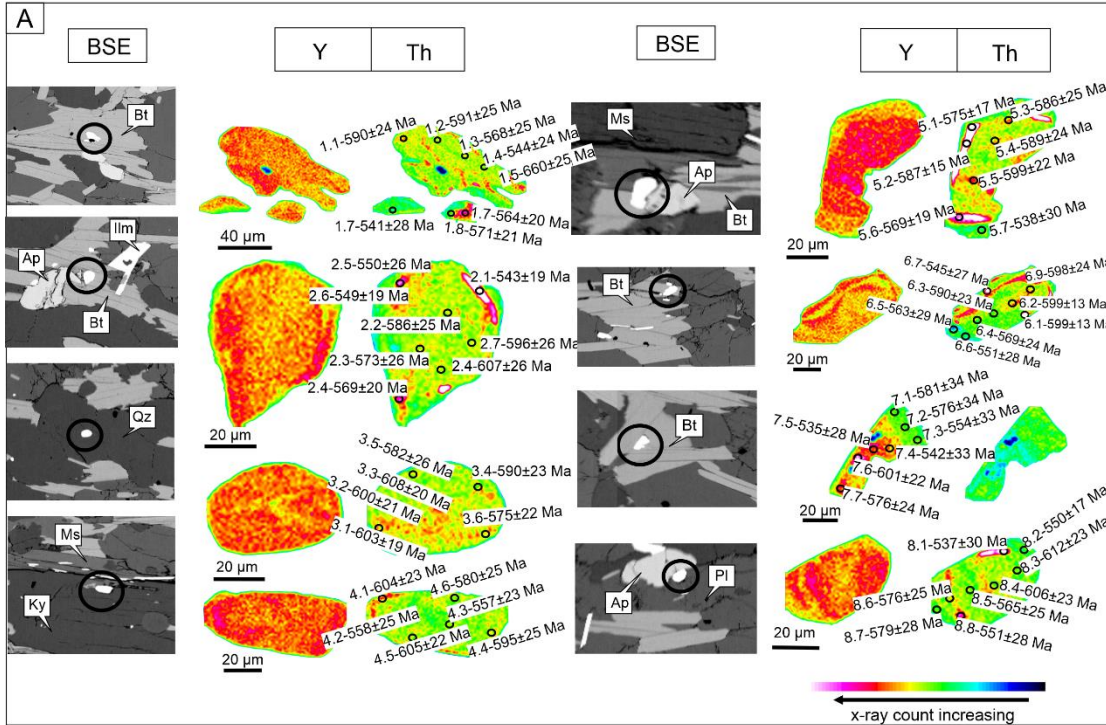 A
BSE
Y Th
BSE
Y Th
Bt
1.1-590±24 Ma
1.2-591±25 Ma
1.3-568±25 Ma
1.4-544±24 Ma
1.5-660±25 Ma
1.7-541±28 Ma
1.7-564±20 Ma
1.8-571±21 Ma
40 µm
Ilm
Ap
Bt
2.5-550±26 Ma
2.6-549±19 Ma
2.1-543±19 Ma
2.2-586±25 Ma
2.3-573±26 Ma
2.7-596±26 Ma
2.4-607±26 Ma
2.4-569±20 Ma
20 µm
Qz
3.5-582±26 Ma
3.4-590±23 Ma
3.3-608±20 Ma
3.2-600±21 Ma
3.1-603±19 Ma
3.6-575±22 Ma
20 µm
Ms
Ky
4.1-604±23 Ma
4.6-580±25 Ma
4.3-557±23 Ma
4.2-558±25 Ma
4.5-605±22 Ma
4.4-595±25 Ma
20 µm
Ms
Ap
Bt
5.1-575±17 Ma
5.3-586±25 Ma
5.4-589±24 Ma
5.2-587±15 Ma
5.5-599±22 Ma
5.6-569±19 Ma
5.7-538±30 Ma
20 µm
Bt
6.7-545±27 Ma
6.9-598±24 Ma
6.3-590±23 Ma
6.2-599±13 Ma
6.5-563±29 Ma
6.1-599±13 Ma
6.4-569±24 Ma
6.6-551±28 Ma
20 µm
Bt
7.1-581±34 Ma
7.2-576±34 Ma
7.3-554±33 Ma
7.5-535±28 Ma
7.4-542±33 Ma
7.6-601±22 Ma
7.7-576±24 Ma
20 µm
Ap
Pl
8.1-537±30 Ma
8.2-550±17 Ma
8.3-612±23 Ma
8.4-606±23 Ma
8.6-576±25 Ma
8.5-565±25 Ma
8.7-579±28 Ma
8.8-551±28 Ma
20 µm
x-ray count increasing